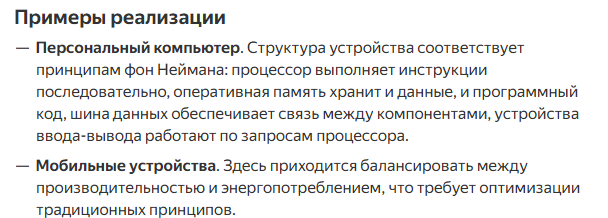 Примеры реализации
— Персональный компьютер. Структура устройства соответствует
принципам фон Неймана: процессор выполняет инструкции
последовательно, оперативная память хранит и данные, и программный
код, шина данных обеспечивает связь между компонентами, устройства
ввода-вывода работают по запросам процессора.
— Мобильные устройства. Здесь приходится балансировать между
производительностью и энергопотреблением, что требует оптимизации
традиционных принципов.